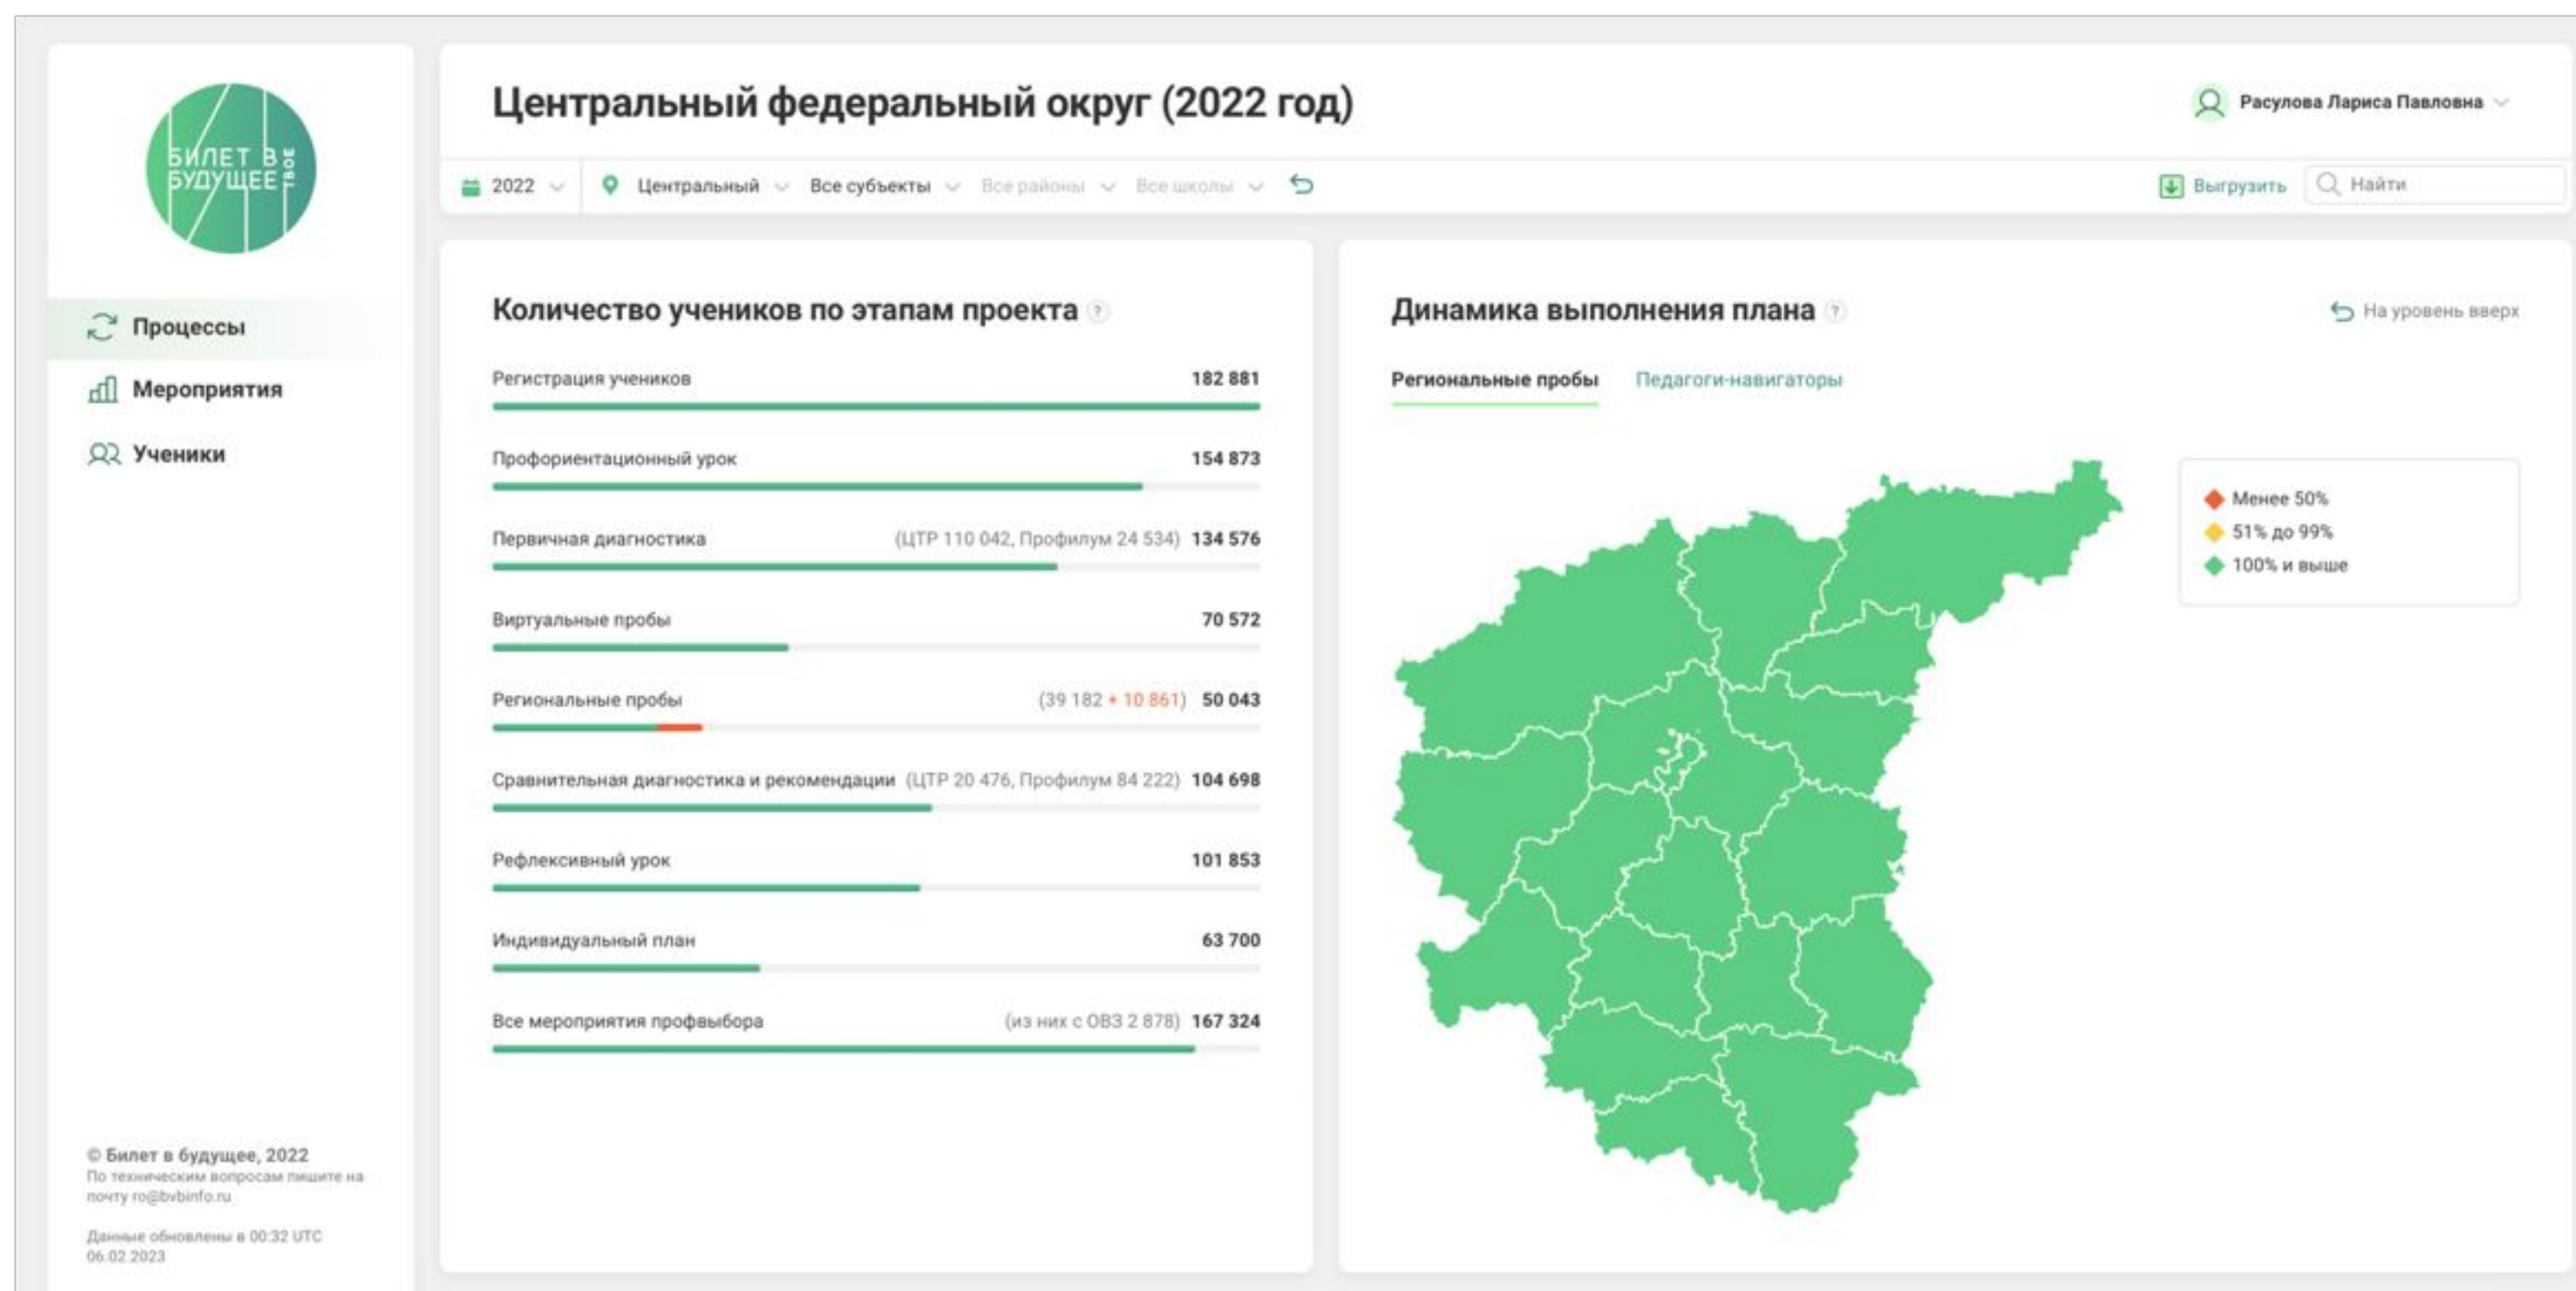 БИЛЕТ В
БУДУЩЕЕ
ТВОЕ
Процессы
Мероприятия
Ученики
© Билет в будущее, 2022
По техническим вопросам пишите на
почту ro@bvbinfo.ru
Данные обновлены в 00:32 UTC
06.02.2023
Центральный федеральный округ (2022 год)
Расулова Лариса Павловна
2022 Центральный Все субъекты Все районы Все школы
Выгрузить Найти
Количество учеников по этапам проекта ?
Регистрация учеников 182 881
Профориентационный урок 154 873
Первичная диагностика (ЦТР 110 042, Профилум 24 534) 134 576
Виртуальные пробы 70 572
Региональные пробы (39 182 + 10 861) 50 043
Сравнительная диагностика и рекомендации (ЦТР 20 476, Профилум 84 222) 104 698
Рефлексивный урок 101 853
Индивидуальный план 63 700
Все мероприятия профвыбора (из них с ОВЗ 2 878) 167 324
Динамика выполнения плана ?
На уровень вверх
Региональные пробы Педагоги-навигаторы
Менее 50%
51% до 99%
100% и выше